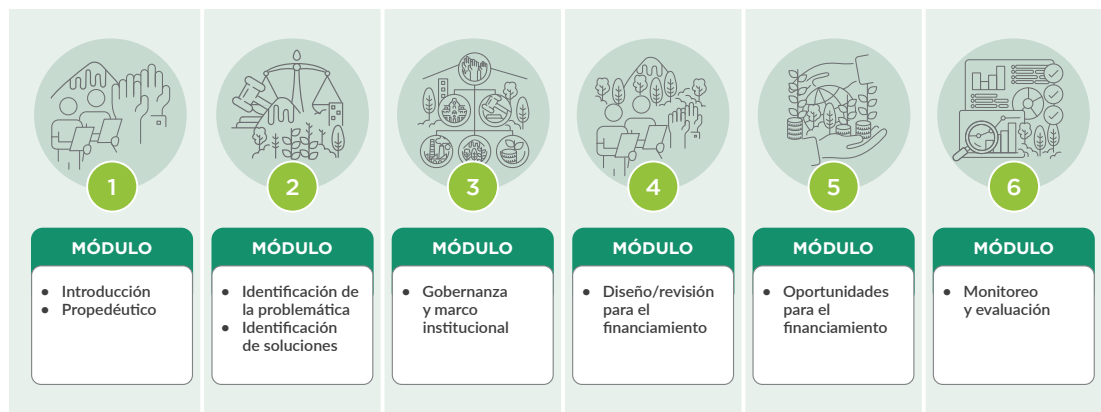 1
MÓDULO
• Introducción
• Propedéutico
2
MÓDULO
• Identificación de
la problemática
• Identificación
de soluciones
3
MÓDULO
• Gobernanza
y marco
institucional
4
MÓDULO
• Diseño/revisión
para el
financiamiento
5
MÓDULO
• Oportunidades
para el
financiamiento
6
MÓDULO
• Monitoreo
y evaluación